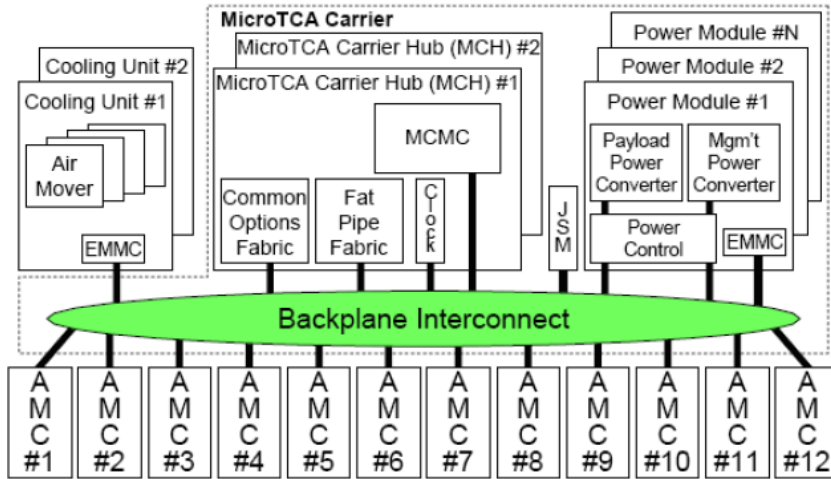 MicroTCA Carrier
Cooling Unit #2
Cooling Unit #1
Air
Mover
EMMC
MicroTCA Carrier Hub (MCH) #2
MicroTCA Carrier Hub (MCH) #1
MCMC
Common
Options
Fabric
Fat
Pipe
Fabric
Clock
JSM
Power Module #N
Power Module #2
Power Module #1
Payload
Power
Converter
Mgm't
Power
Converter
Power
Control
EMMC
Backplane Interconnect
AMC
#1
AMC
#2
AMC
#3
AMC
#4
AMC
#5
AMC
#6
AMC
#7
AMC
#8
AMC
#9
AMC
#10
AMC
#11
AMC
#12